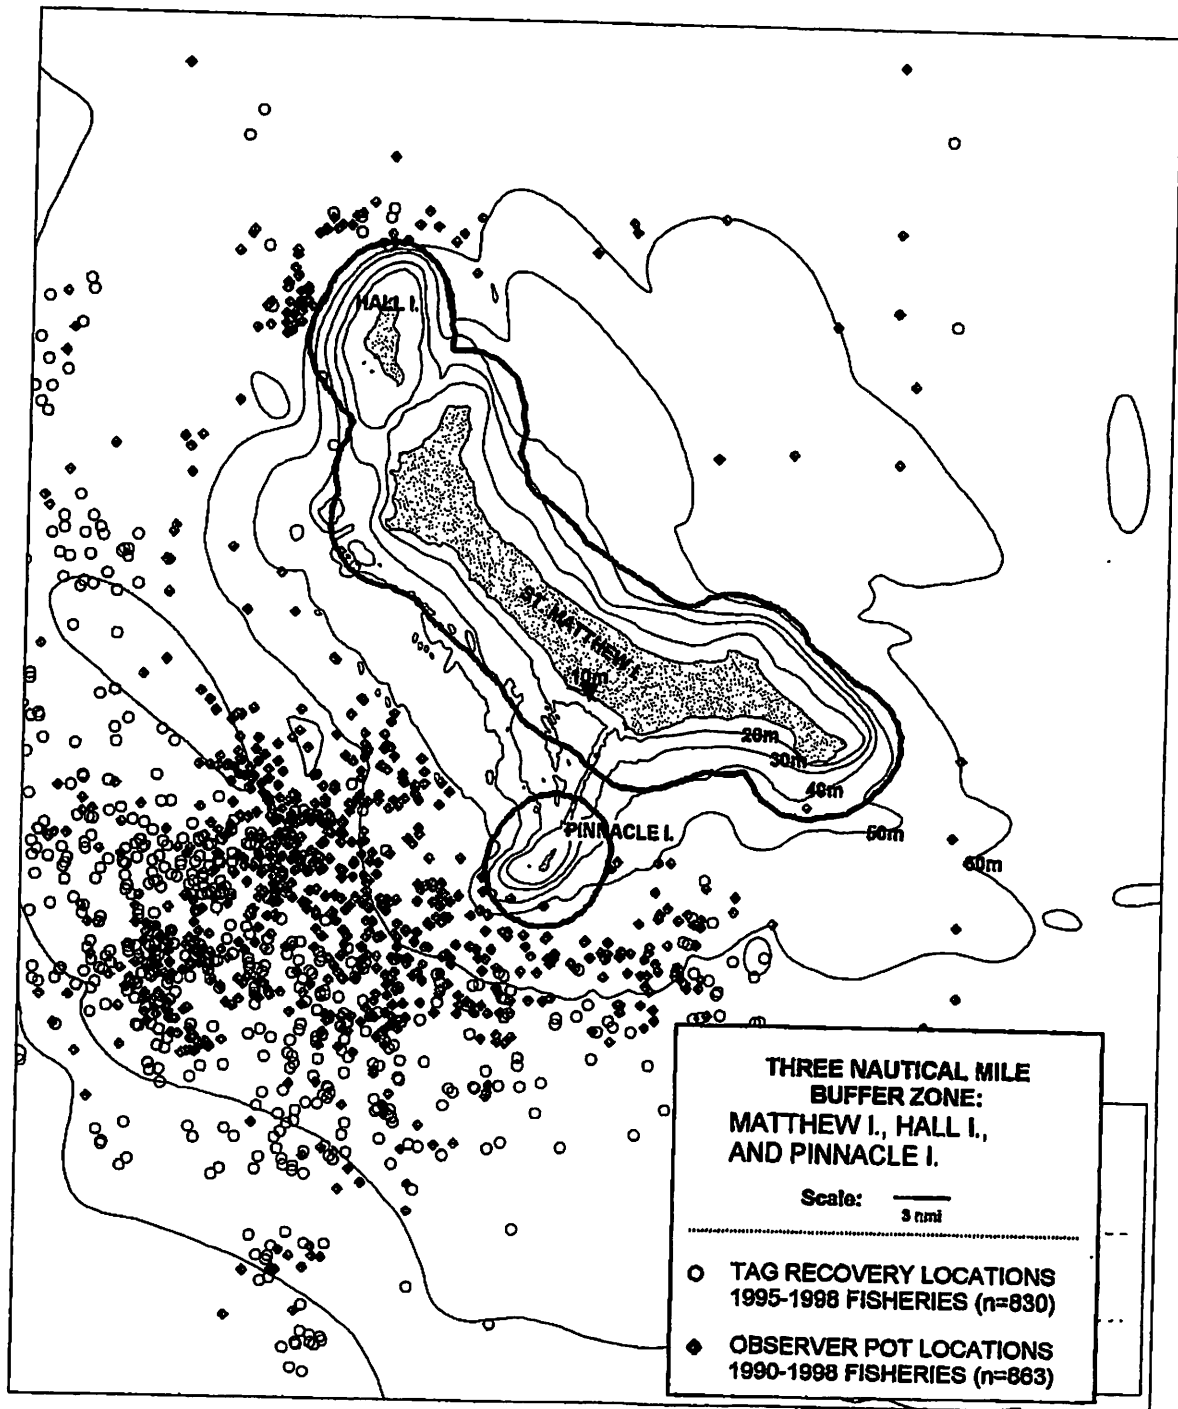 HALL I.
ST. MATTHEW I.
10m
20m
30m
40m
50m
60m
PINNACLE I.
THREE NAUTICAL MILE
BUFFER ZONE:
MATTHEW I., HALL I.,
AND PINNACLE I.
Scale:
3 nmi
TAG RECOVERY LOCATIONS
1995-1998 FISHERIES (n=830)
OBSERVER POT LOCATIONS
1990-1998 FISHERIES (n=863)